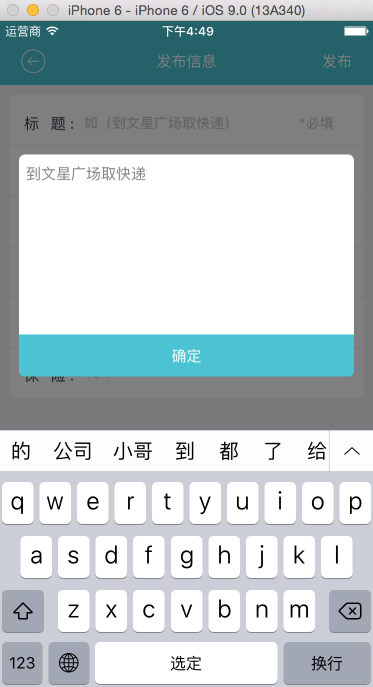 iPhone 6 - iPhone 6 / iOS 9.0 (13A340)
运营商 下午4:49
发布信息 发布
标 题: 如（到文星广场取快递） *必填
到文星广场取快递
确定
保 险:
的 公司 小哥 到 都 了 给
q w e r t y u i o p
a s d f g h j k l
z x c v b n m
123 选定 换行